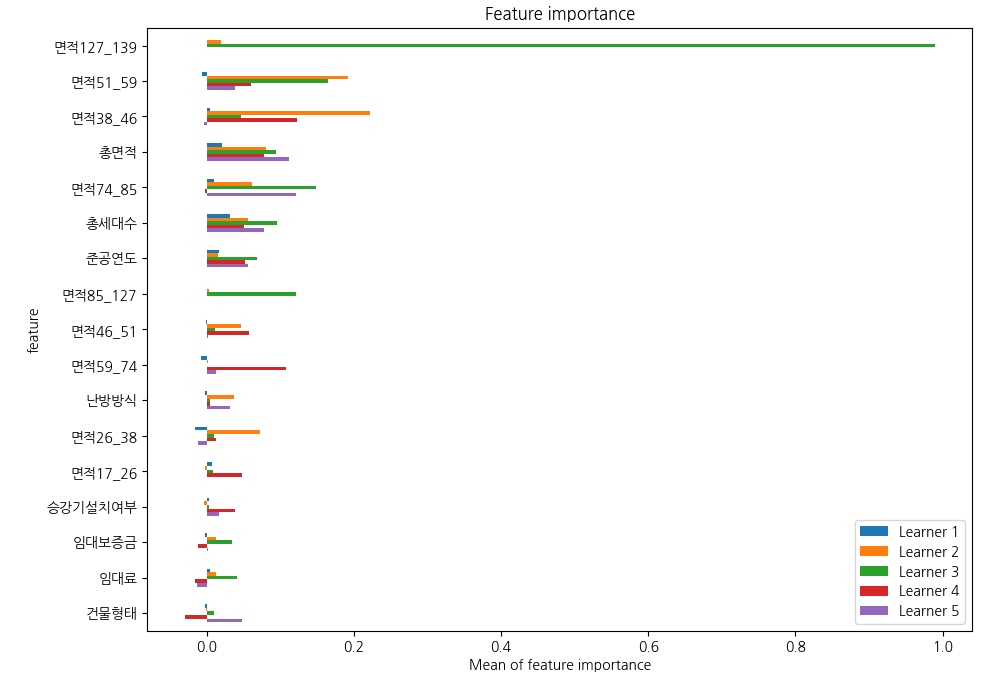 Feature importance
feature
면적127_139
면적51_59
면적38_46
총면적
면적74_85
총세대수
준공연도
면적85_127
면적46_51
면적59_74
난방방식
면적26_38
면적17_26
승강기설치여부
임대보증금
임대료
건물형태
Learner 1
Learner 2
Learner 3
Learner 4
Learner 5
0.0 0.2 0.4 0.6 0.8 1.0
Mean of feature importance